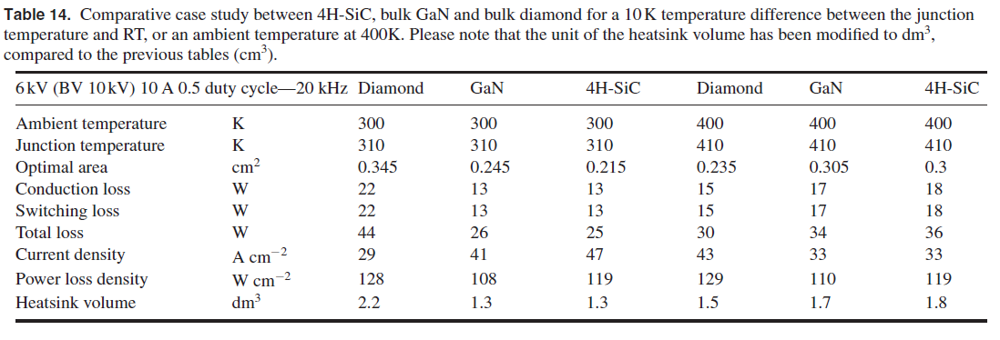 Table 14. Comparative case study between 4H-SiC, bulk GaN and bulk diamond for a 10 K temperature difference between the junction
temperature and RT, or an ambient temperature at 400K. Please note that the unit of the heatsink volume has been modified to dm³,
compared to the previous tables (cm³).
6 kV (BV 10 kV) 10 A 0.5 duty cycle—20 kHz Diamond GaN 4H-SiC Diamond GaN 4H-SiC
Ambient temperature K 300 300 300 400 400 400
Junction temperature K 310 310 310 410 410 410
Optimal area cm² 0.345 0.245 0.215 0.235 0.305 0.3
Conduction loss W 22 13 13 15 17 18
Switching loss W 22 13 13 15 17 18
Total loss W 44 26 25 30 34 36
Current density A cm⁻² 29 41 47 43 33 33
Power loss density W cm⁻² 128 108 119 129 110 119
Heatsink volume dm³ 2.2 1.3 1.3 1.5 1.7 1.8